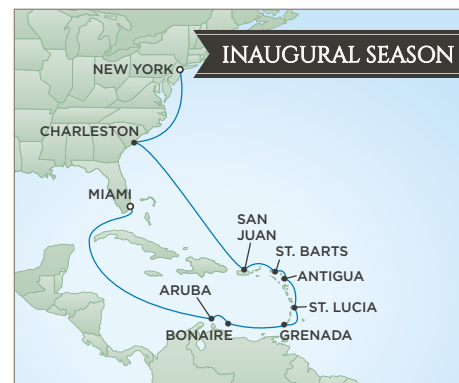 INAUGURAL SEASON
NEW YORK
CHARLESTON
MIAMI
SAN
JUAN
ST. BARTS
ANTIGUA
ARUBA
ST. LUCIA
BONAIRE
GRENADA